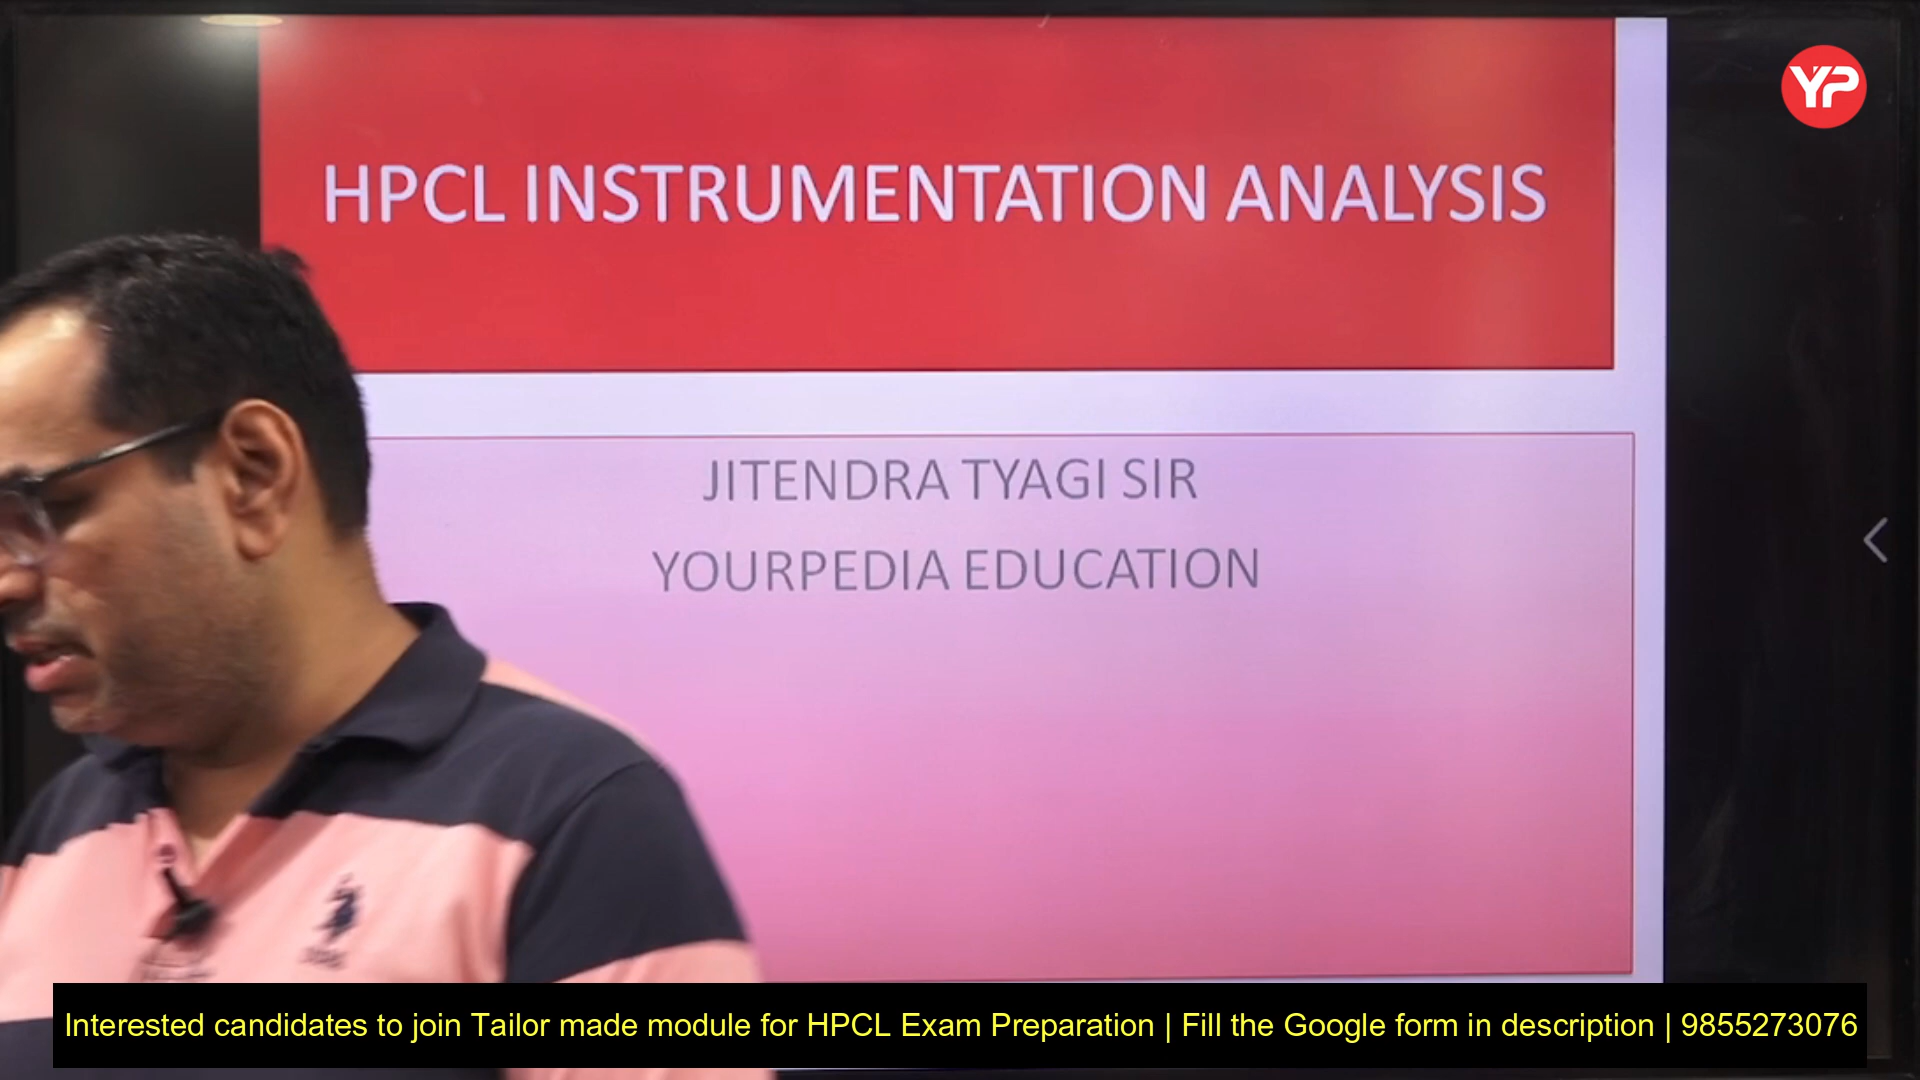 YP
HPCL INSTRUMENTATION ANALYSIS
JITENDRA TYAGI SIR
YOURPEDIA EDUCATION
Interested candidates to join Tailor made module for HPCL Exam Preparation | Fill the Google form in description | 9855273076